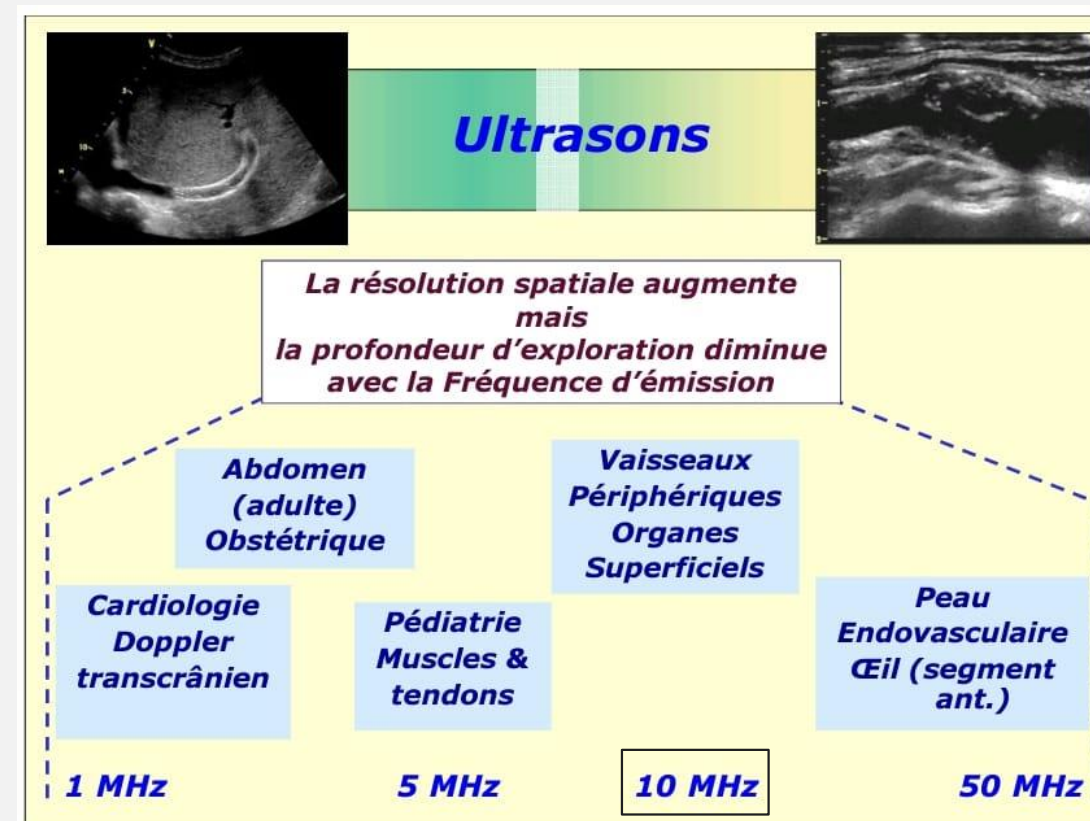 Ultrasons
La résolution spatiale augmente
mais
la profondeur d'exploration diminue
avec la Fréquence d'émission
Abdomen
(adulte)
Obstétrique
Vaisseaux
Périphériques
Organes
Superficiels
Cardiologie
Doppler
transcrânien
Pédiatrie
Muscles &
tendons
Peau
Endovasculaire
Œil (segment
ant.)
1 MHz
5 MHz
10 MHz
50 MHz